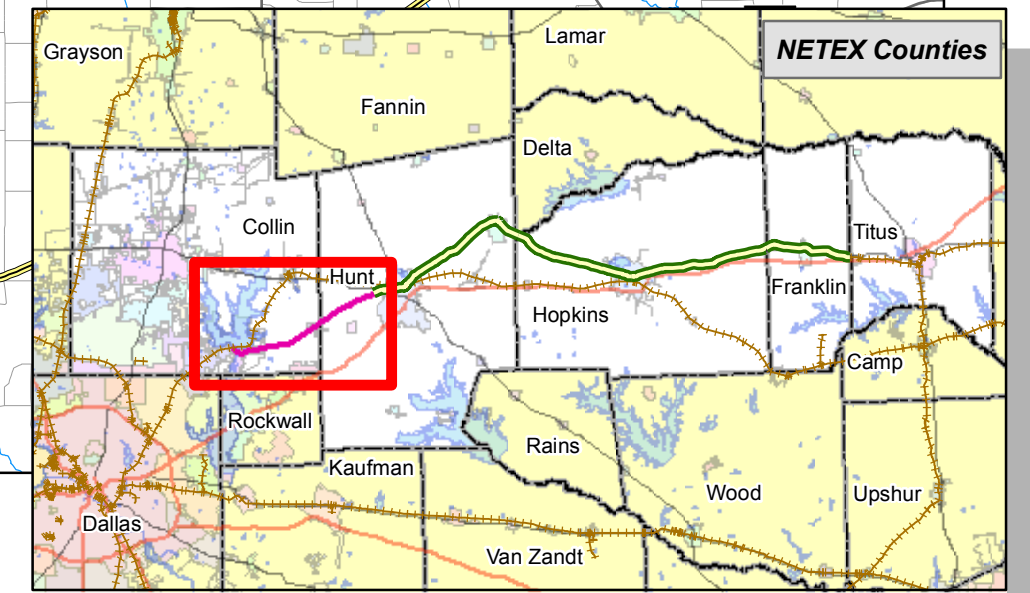 Grayson
Lamar
NETEX Counties
Fannin
Delta
Collin
Titus
Hunt
Franklin
Hopkins
Camp
Rockwall
Rains
Kaufman
Wood
Upshur
Dallas
Van Zandt